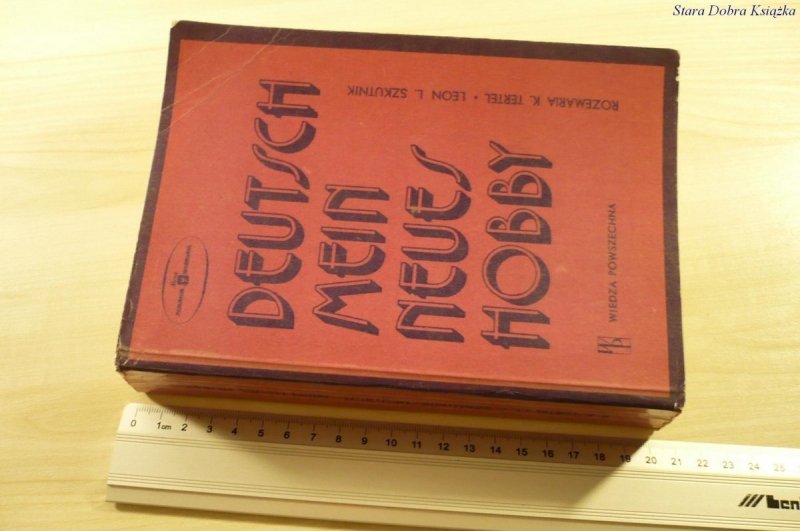 Stara Dobra Książka
ROZEMARIA K. TERTEL • LEON L. SZKUTNIK
DEUTSCH
MEIN
NEUES
HOBBY
WIEDZA POWSZECHNA
0 1cm 2 3 4 5 6 7 8 9 10 11 12 13 14 15 16 17 18 19 20 21 22 23 24 25